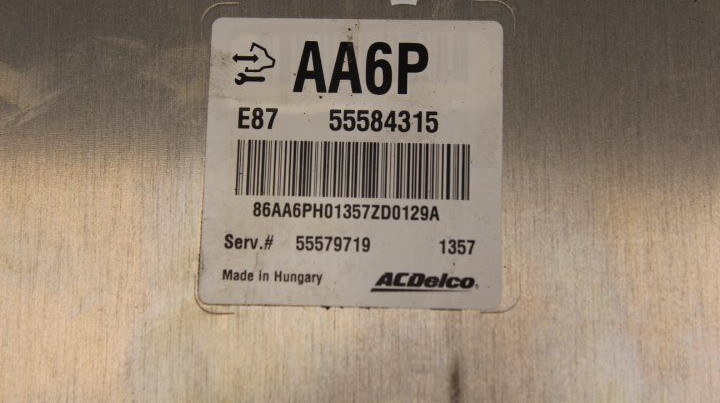 AA6P
E87 55584315
86AA6PH01357ZD0129A
Serv.# 55579719 1357
Made in Hungary ACDelco